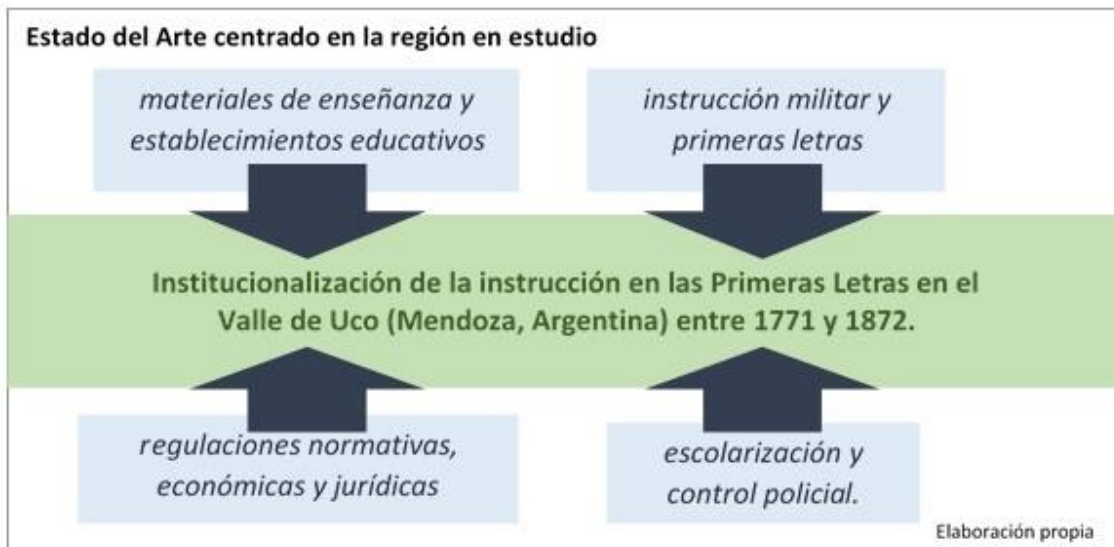 Estado del Arte centrado en la región en estudio
materiales de enseñanza y
establecimientos educativos
instrucción militar y
primeras letras
Institucionalización de la instrucción en las Primeras Letras en el
Valle de Uco (Mendoza, Argentina) entre 1771 y 1872.
regulaciones normativas,
económicas y jurídicas
escolarización y
control policial.
Elaboración propia